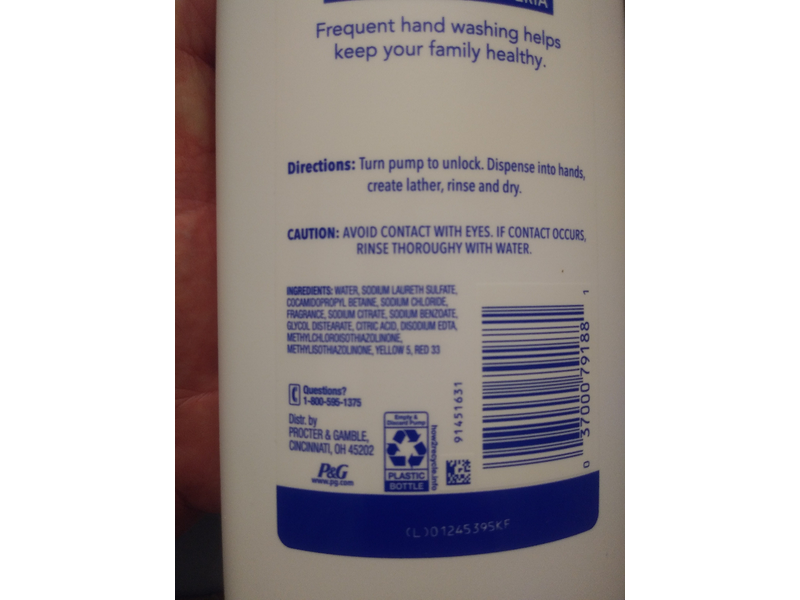 Frequent hand washing helps
keep your family healthy.
Directions: Turn pump to unlock. Dispense into hands,
create lather, rinse and dry.
CAUTION: AVOID CONTACT WITH EYES. IF CONTACT OCCURS,
RINSE THOROUGHY WITH WATER.
INGREDIENTS: WATER, SODIUM LAURETH SULFATE,
COCAMIDOPROPYL BETAINE, SODIUM CHLORIDE,
FRAGRANCE, SODIUM CITRATE, SODIUM BENZOATE,
GLYCOL DISTEARATE, CITRIC ACID, DISODIUM EDTA,
METHYLCHLOROISOTHIAZOLINONE,
METHYLISOTHIAZOLINONE, YELLOW 5, RED 33
Questions?
1-800-595-1375
Distr. by
PROCTER & GAMBLE,
CINCINNATI, OH 45202
P&G
www.pg.com
Empty &
Discard Pump
PLASTIC
BOTTLE
how2recycle.info
91451631
0 37000 79188 1
(L)01245395KF